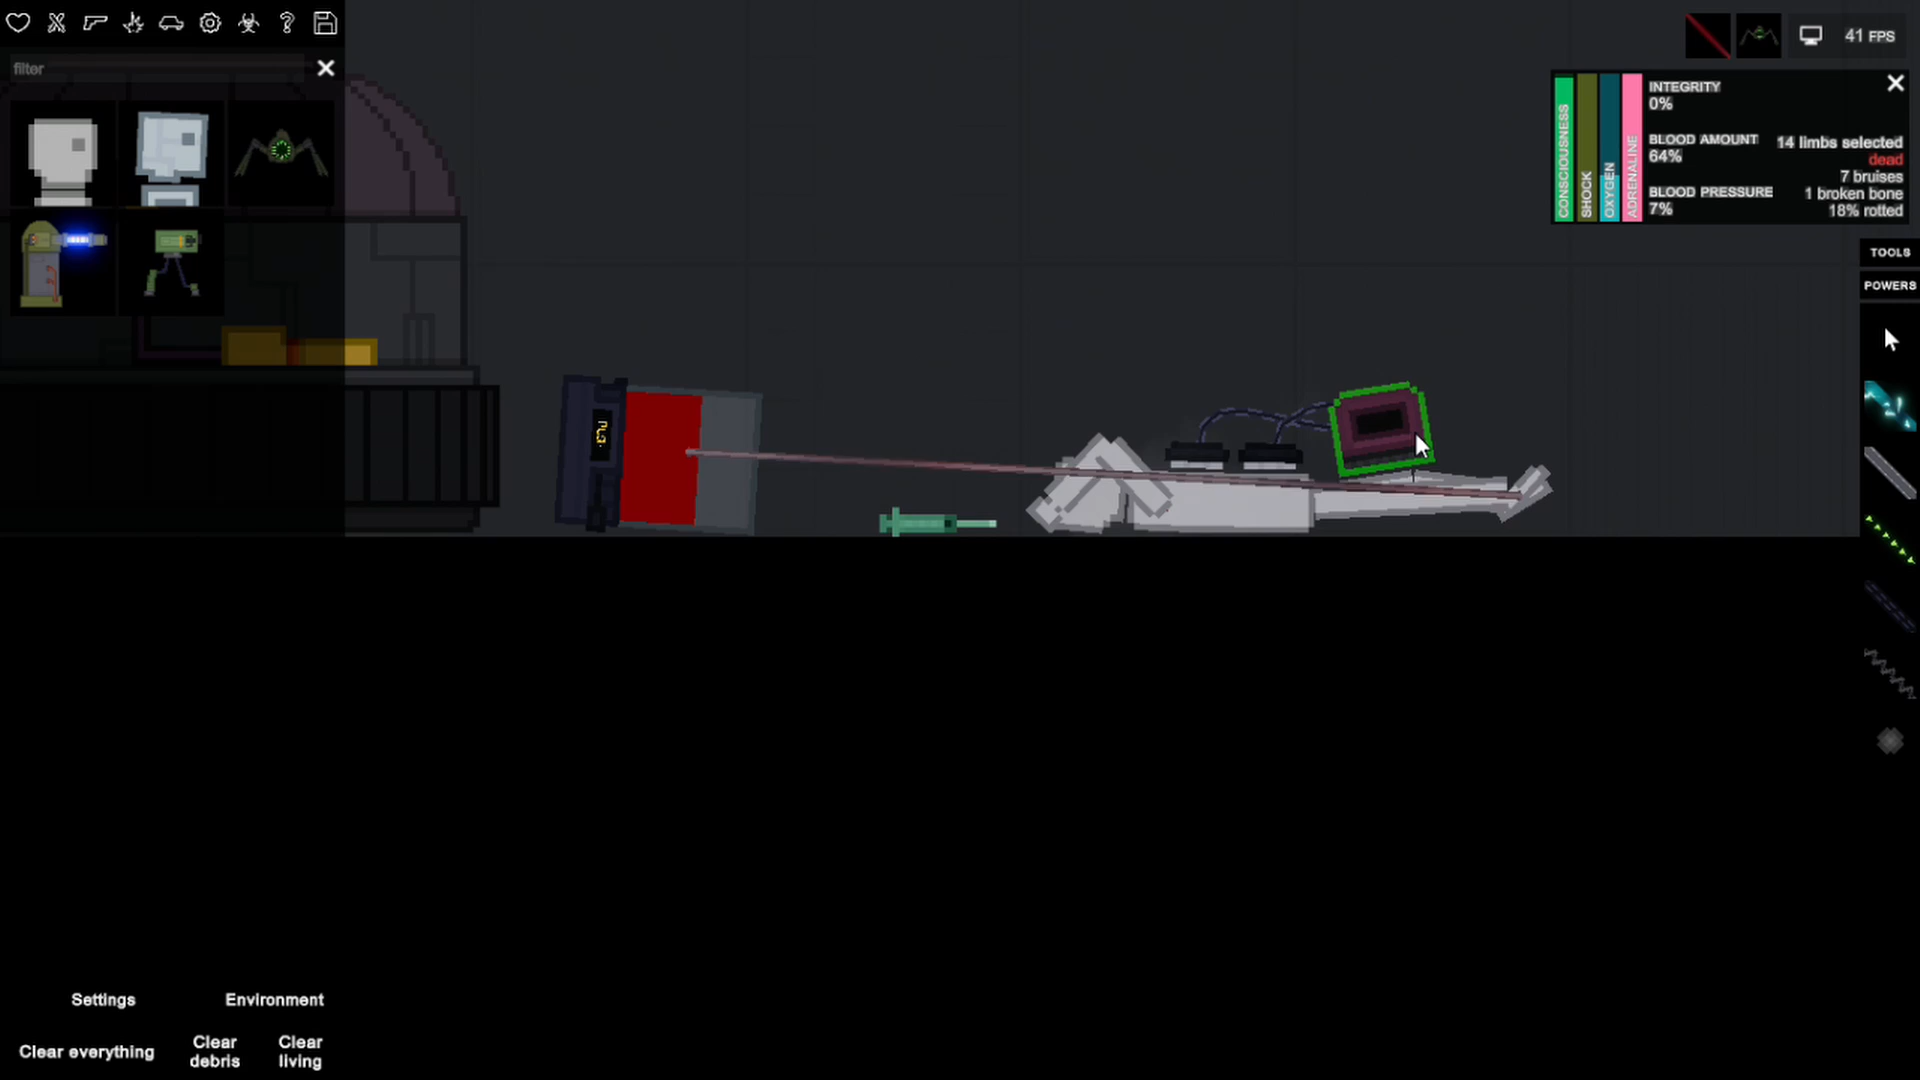 41 FPS
filter
INTEGRITY
0%
BLOOD AMOUNT
64%
BLOOD PRESSURE
7%
14 limbs selected
dead
7 bruises
1 broken bone
18% rotted
CONSCIOUSNESS
SHOCK
OXYGEN
ADRENALINE
TOOLS
POWERS
Settings
Environment
Clear everything
Clear
debris
Clear
living